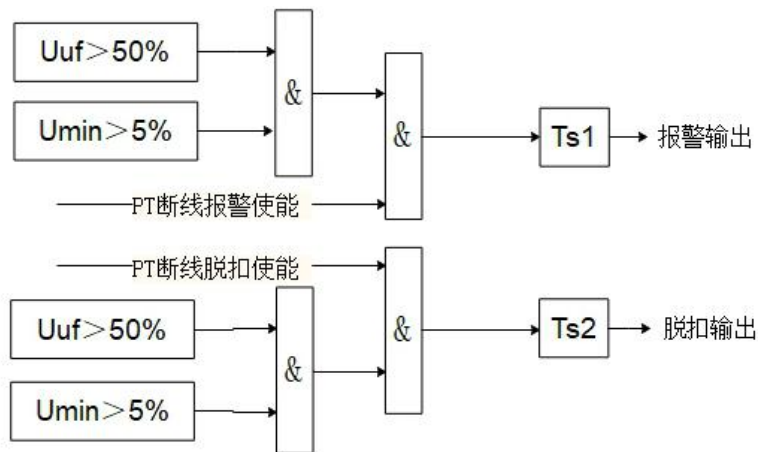 Uuf＞50%
&
Umin＞5%
&
Ts1
报警输出
PT断线报警使能
PT断线脱扣使能
Uuf＞50%
&
Ts2
脱扣输出
&
Umin＞5%